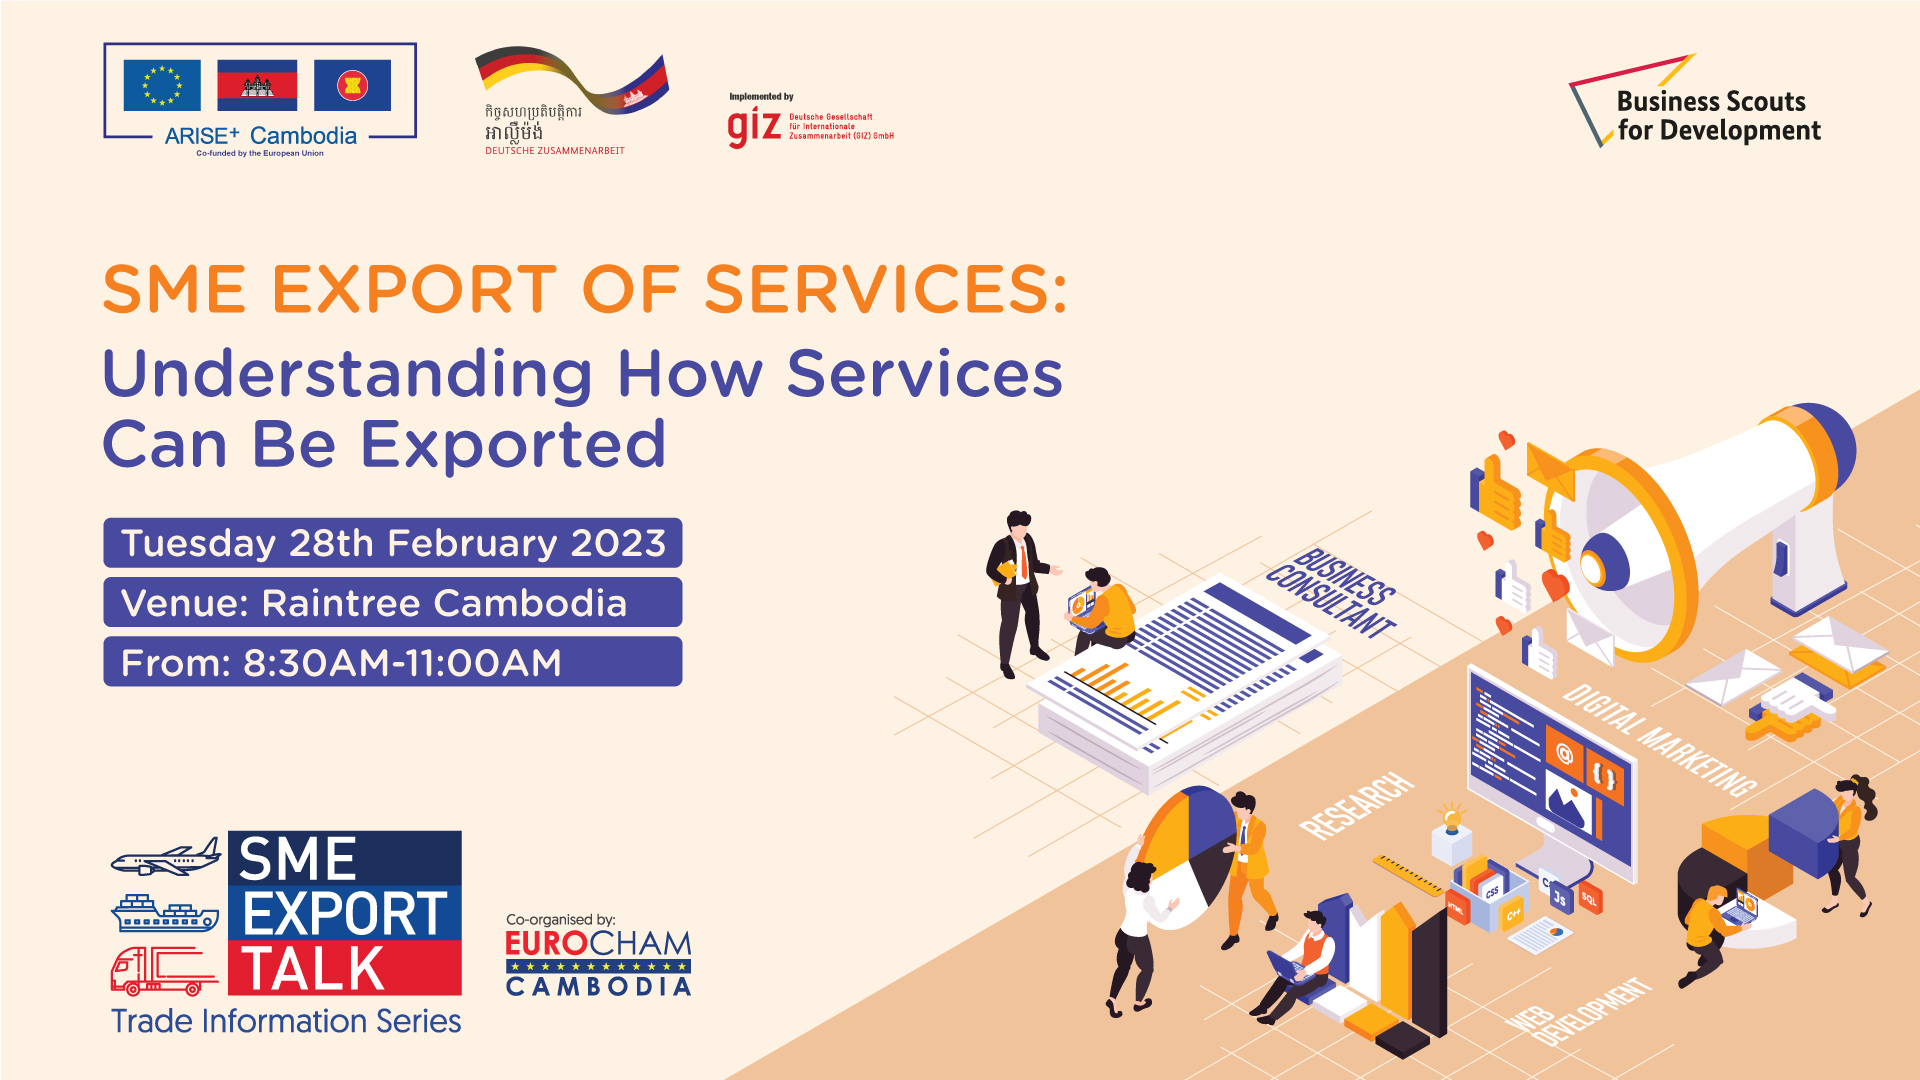 ARISE+ Cambodia
Co-funded by the European Union
កិច្ចសហប្រតិបត្តិការ
អាល្លឺម៉ង់
DEUTSCHE ZUSAMMENARBEIT
Implemented by
giz Deutsche Gesellschaft
für Internationale
Zusammenarbeit (GIZ) GmbH
Business Scouts
for Development
SME EXPORT OF SERVICES:
Understanding How Services
Can Be Exported
Tuesday 28th February 2023
Venue: Raintree Cambodia
From: 8:30AM-11:00AM
BUSINESS
CONSULTANT
DIGITAL MARKETING
RESEARCH
@
{ }
HTML
CSS
C++
JS
SQL
WEB
DEVELOPMENT
SME
EXPORT
TALK
Trade Information Series
Co-organised by:
EUROCHAM
CAMBODIA